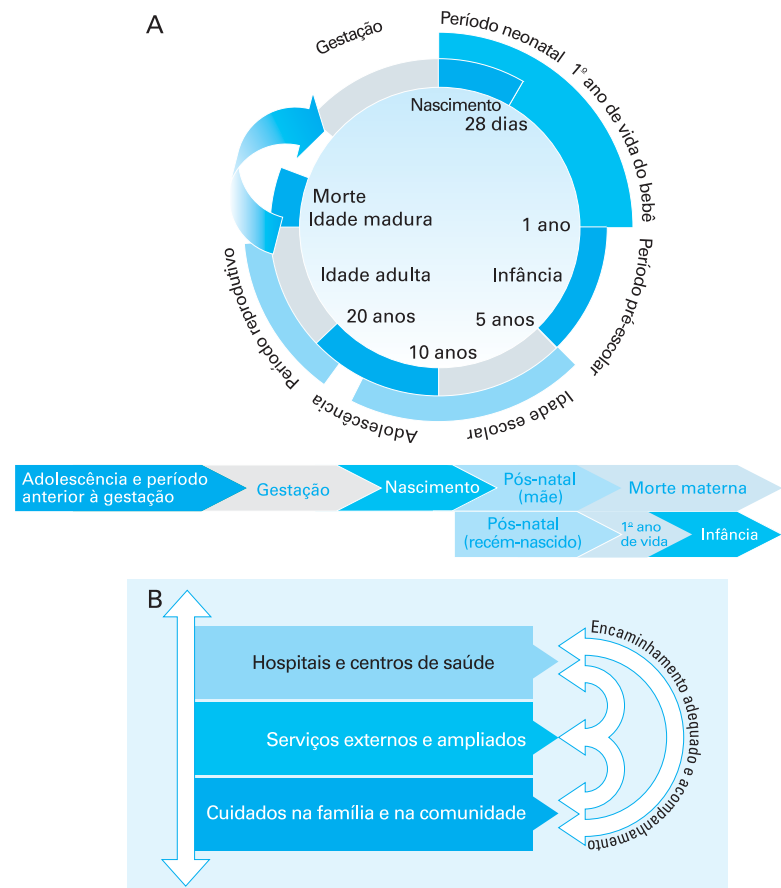 A
Gestação
Período neonatal
1º ano de vida do bebê
Nascimento
28 dias
Morte
Idade madura
1 ano
Idade adulta
Infância
20 anos
5 anos
10 anos
Período pré-escolar
Período reprodutivo
Adolescência
Idade escolar
Adolescência e período
anterior à gestação
Gestação
Nascimento
Pós-natal
(mãe)
Morte materna
Pós-natal
(recém-nascido)
1º ano
de vida
Infância
B
Hospitais e centros de saúde
Serviços externos e ampliados
Cuidados na família e na comunidade
Encaminhamento adequado e acompanhamento